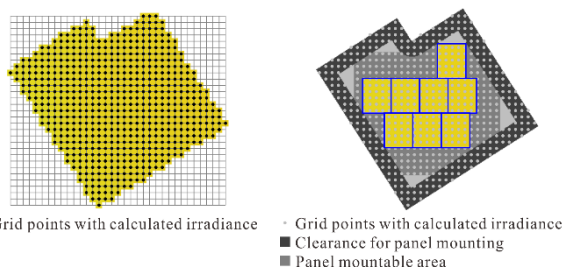 Grid points with calculated irradiance
Grid points with calculated irradiance
Clearance for panel mounting
Panel mountable area